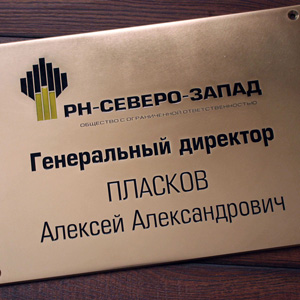 РН-СЕВЕРО-ЗАПАД
ОБЩЕСТВО С ОГРАНИЧЕННОЙ ОТВЕТСТВЕННОСТЬЮ
Генеральный директор
ПЛАСКОВ
Алексей Александрович